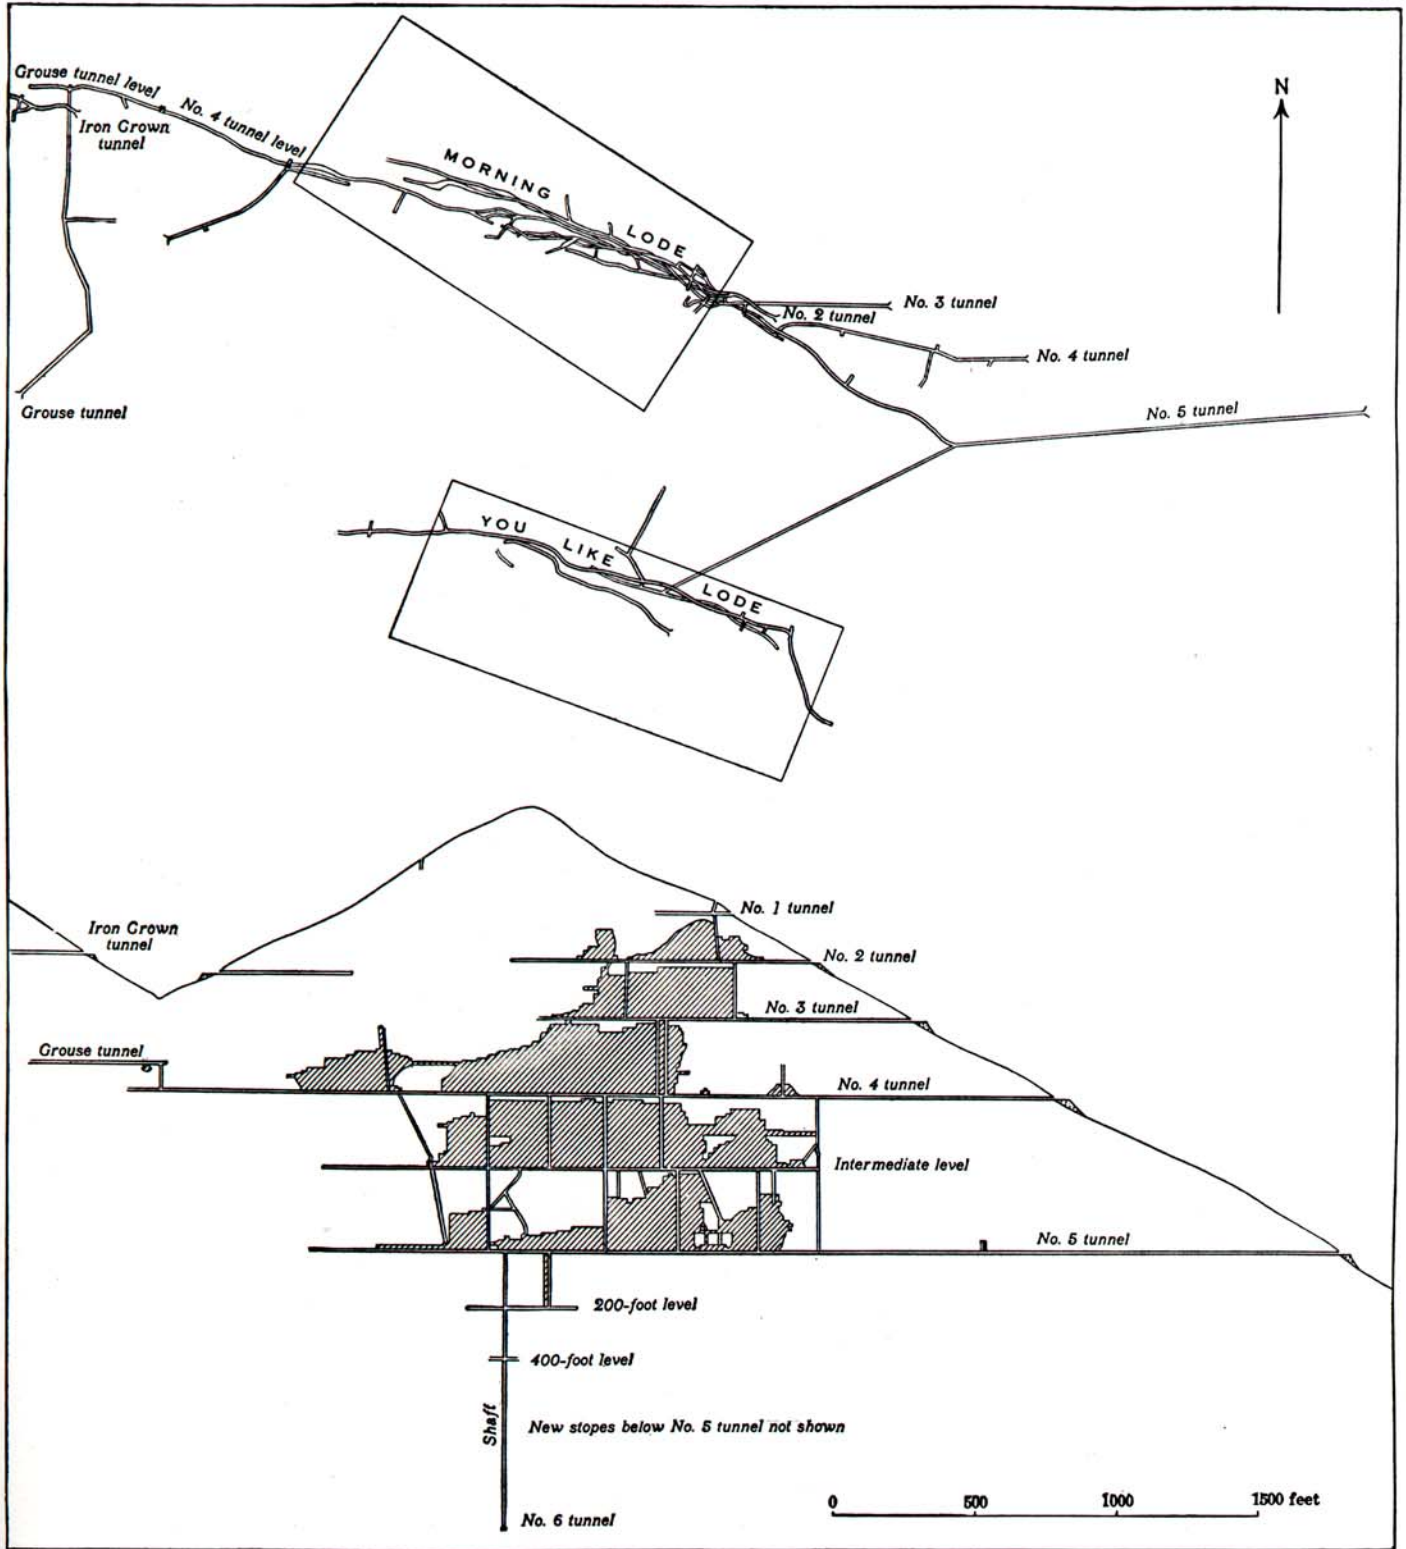 Grouse tunnel level
No. 4 tunnel level
Iron Grown
tunnel
N
MORNING LODE
No. 3 tunnel
No. 2 tunnel
No. 4 tunnel
No. 5 tunnel
Grouse tunnel
YOU LIKE LODE
No. 1 tunnel
Iron Grown
tunnel
No. 2 tunnel
No. 3 tunnel
Grouse tunnel
No. 4 tunnel
Intermediate level
No. 5 tunnel
200-foot level
400-foot level
Shaft
New stopes below No. 5 tunnel not shown
No. 6 tunnel
0 500 1000 1500 feet